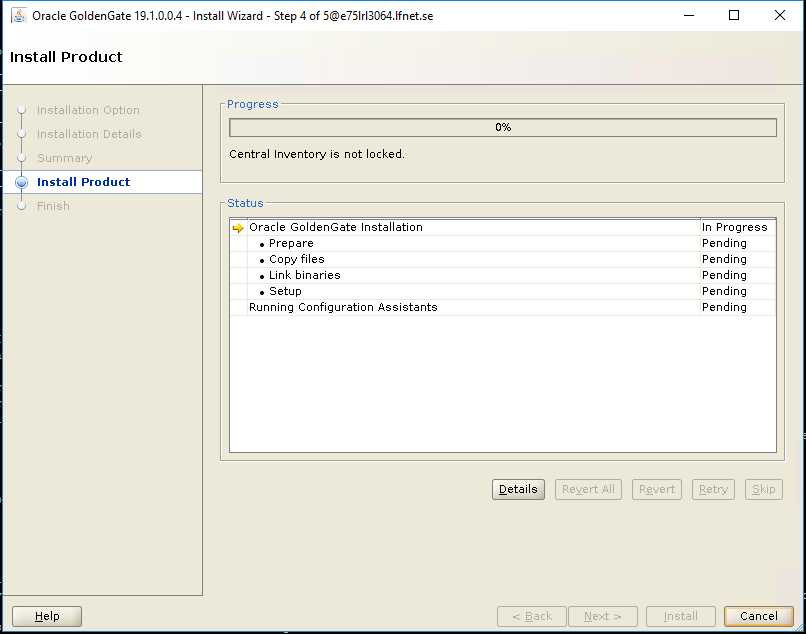 Oracle GoldenGate 19.1.0.0.4 - Install Wizard - Step 4 of 5@e75lrl3064.lfnet.se
Install Product
Installation Option
Installation Details
Summary
Install Product
Finish
Progress
0%
Central Inventory is not locked.
Status
Oracle GoldenGate Installation In Progress
• Prepare Pending
• Copy files Pending
• Link binaries Pending
• Setup Pending
Running Configuration Assistants Pending
Details Revert All Revert Retry Skip
Help < Back Next > Install Cancel